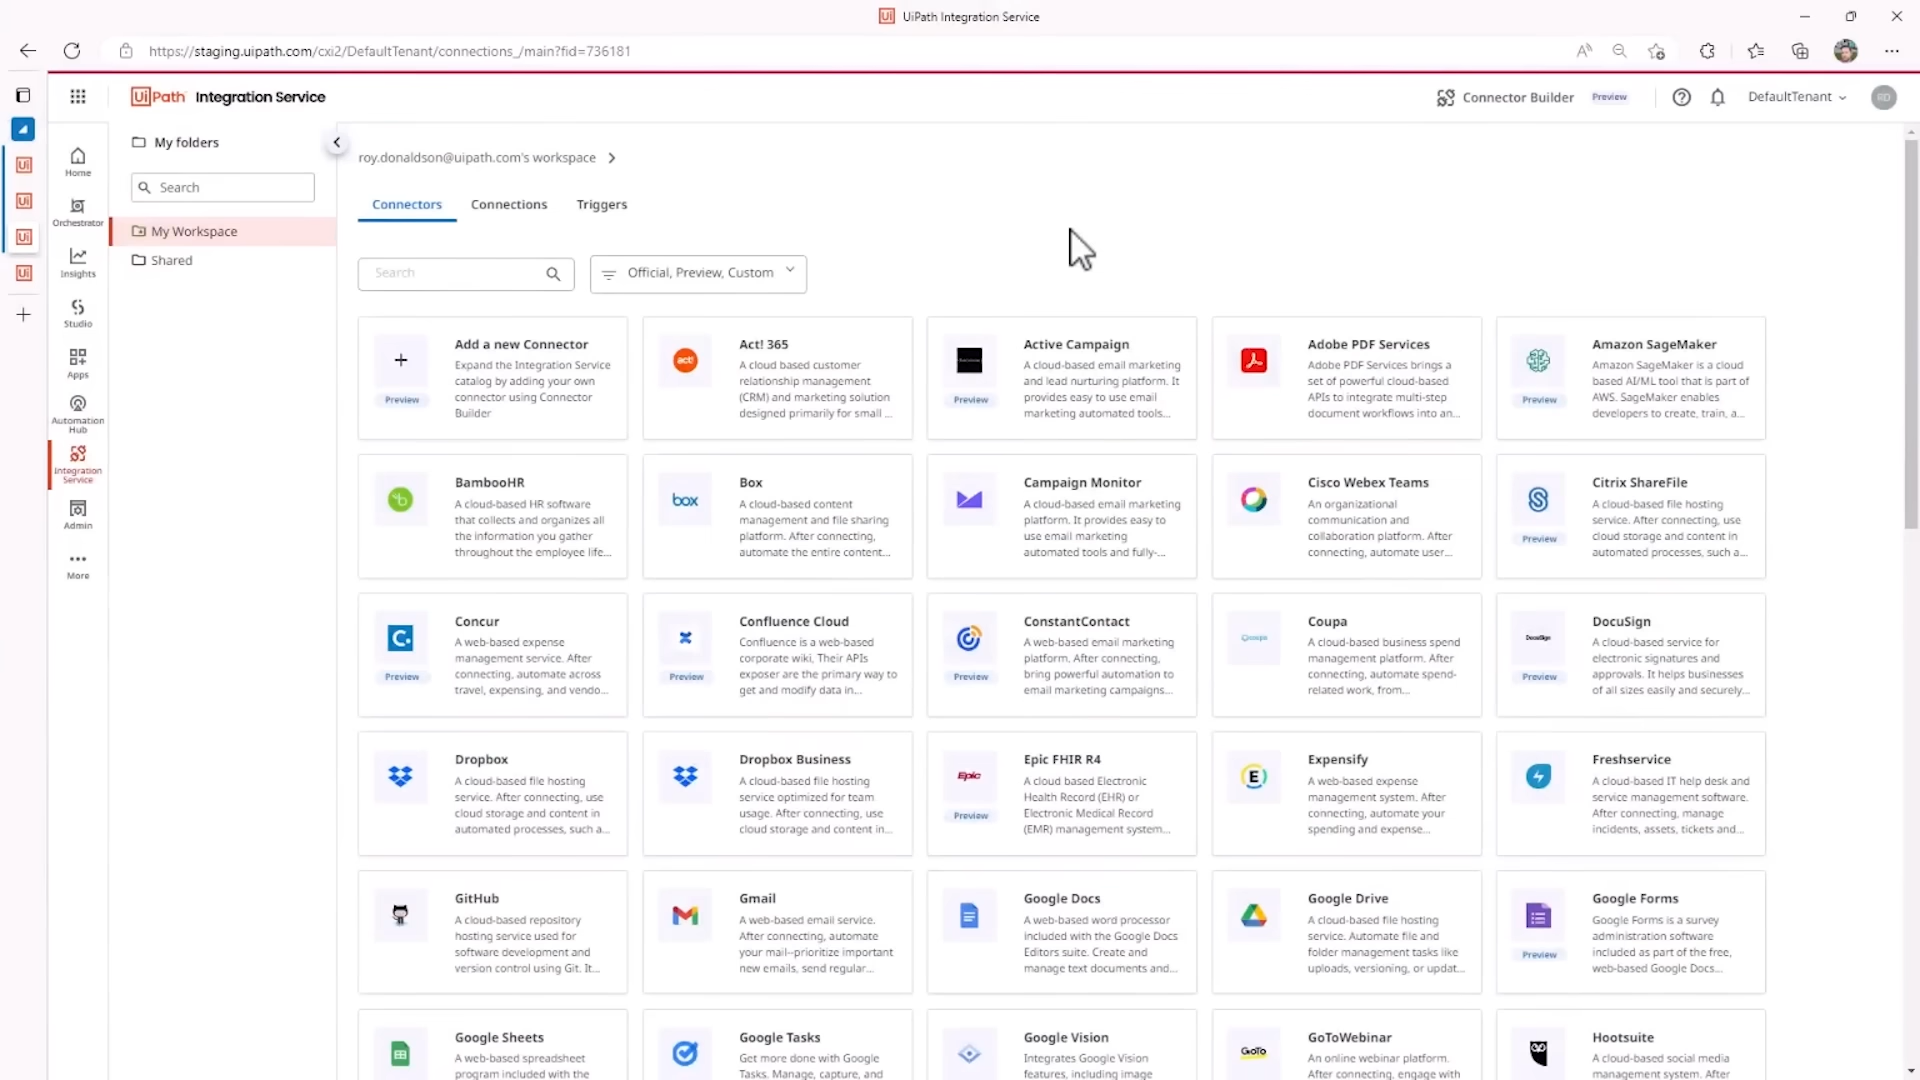 UiPath Integration Service
https://staging.uipath.com/cxi2/DefaultTenant/connections_/main?fid=736181
UiPath Integration Service
Connector Builder Preview
DefaultTenant
RD
Home
Orchestrator
Insights
Studio
Apps
Automation
Hub
Integration
Service
Admin
More
My folders
Search
My Workspace
Shared
roy.donaldson@uipath.com's workspace
Connectors Connections Triggers
Search
Official, Preview, Custom
Add a new Connector
Expand the Integration Service
catalog by adding your own
connector using Connector
Builder
Preview
Act! 365
A cloud based customer
relationship management
(CRM) and marketing solution
designed primarily for small ...
act!
Active Campaign
A cloud-based email marketing
and lead nurturing platform. It
provides easy to use email
marketing automated tools...
Preview
Adobe PDF Services
Adobe PDF Services brings a
set of powerful cloud-based
APIs to integrate multi-step
document workflows into an...
Amazon SageMaker
Amazon SageMaker is a cloud
based AI/ML tool that is part of
AWS. SageMaker enables
developers to create, train, a...
Preview
BambooHR
A cloud-based HR software
that collects and organizes all
the information you gather
throughout the employee life...
Box
A cloud-based content
management and file sharing
platform. After connecting,
automate the entire content...
box
Campaign Monitor
A cloud-based email marketing
platform. It provides easy to
use email marketing
automated tools and fully-...
Cisco Webex Teams
An organizational
communication and
collaboration platform. After
connecting, automate user...
Citrix ShareFile
A cloud-based file hosting
service. After connecting, use
cloud storage and content in
automated processes, such a...
Preview
Concur
A web-based expense
management service. After
connecting, automate across
travel, expensing, and vendo...
Preview
Confluence Cloud
Confluence is a web-based
corporate wiki. Their APIs
exposer are the primary way to
get and modify data in...
Preview
ConstantContact
A web-based email marketing
platform. After connecting,
bring powerful automation to
email marketing campaigns...
Preview
Coupa
A cloud-based business spend
management platform. After
connecting, automate spend-
related work, from...
coupa
DocuSign
A cloud-based service for
electronic signatures and
approvals. It helps businesses
of all sizes easily and securely...
DocuSign
Preview
Dropbox
A cloud-based file hosting
service. After connecting, use
cloud storage and content in
automated processes, such a...
Dropbox Business
A cloud-based file hosting
service optimized for team
usage. After connecting, use
cloud storage and content in...
Epic FHIR R4
A cloud based Electronic
Health Record (EHR) or
Electronic Medical Record
(EMR) management system...
Epic
Preview
Expensify
A web-based expense
management system. After
connecting, automate your
spending and expense...
Freshservice
A cloud-based IT help desk and
service management software.
After connecting, manage
incidents, assets, tickets and...
GitHub
A cloud-based repository
hosting service used for
software development and
version control using Git. It...
Gmail
A web-based email service.
After connecting, automate
your mail--prioritize important
new emails, send regular...
Google Docs
A web-based word processor
included with the Google Docs
Editors suite. Create and
manage text documents and...
Google Drive
A cloud-based file hosting
service. Automate file and
folder management tasks like
uploads, versioning, or updat...
Google Forms
Google Forms is a survey
administration software
included as part of the free,
web-based Google Docs...
Preview
Google Sheets
A web-based spreadsheet
program included with the
Google Tasks
Get more done with Google
Tasks. Manage, capture, and
Google Vision
Integrates Google Vision
features, including image
GoToWebinar
An online webinar platform.
After connecting, engage with
GoTo
Hootsuite
A cloud-based social media
management system. After